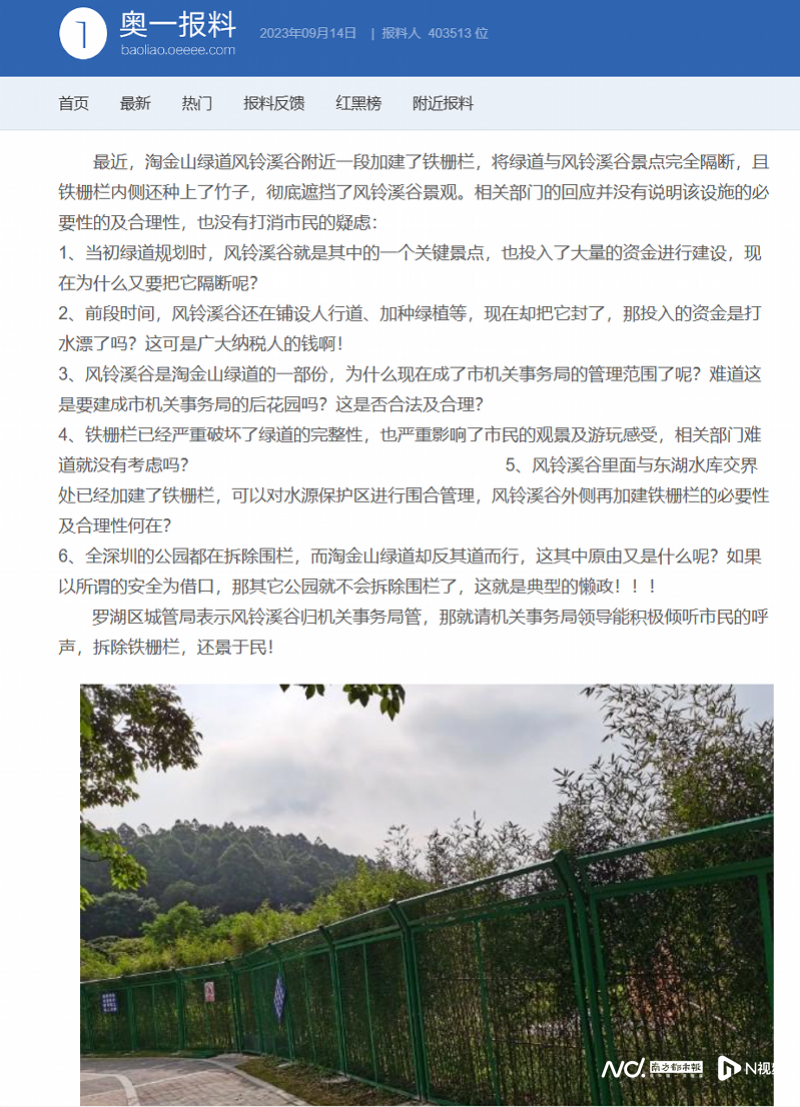 奥一报料
baoliao.oeeee.com
2023年09月14日 | 报料人 403513 位
首页 最新 热门 报料反馈 红黑榜 附近报料
最近，淘金山绿道风铃溪谷附近一段加建了铁栅栏，将绿道与风铃溪谷景点完全隔断，且
铁栅栏内侧还种上了竹子，彻底遮挡了风铃溪谷景观。相关部门的回应并没有说明该设施的必
要性的及合理性，也没有打消市民的疑虑：
1、当初绿道规划时，风铃溪谷就是其中的一个关键景点，也投入了大量的资金进行建设，现
在为什么又要把它隔断呢？
2、前段时间，风铃溪谷还在铺设人行道、加种绿植等，现在却把它封了，那投入的资金是打
水漂了吗？这可是广大纳税人的钱啊！
3、风铃溪谷是淘金山绿道的一部份，为什么现在成了市机关事务局的管理范围了呢？难道这
是要建成市机关事务局的后花园吗？这是否合法及合理？
4、铁栅栏已经严重破坏了绿道的完整性，也严重影响了市民的观景及游玩感受，相关部门难
道就没有考虑吗？ 5、风铃溪谷里面与东湖水库交界
处已经加建了铁栅栏，可以对水源保护区进行围合管理，风铃溪谷外侧再加建铁栅栏的必要性
及合理性何在？
6、全深圳的公园都在拆除围栏，而淘金山绿道却反其道而行，这其中原由又是什么呢？如果
以所谓的安全为借口，那其它公园就不会拆除围栏了，这就是典型的懒政！！！
罗湖区城管局表示风铃溪谷归机关事务局管，那就请机关事务局领导能积极倾听市民的呼
声，拆除铁栅栏，还景于民！
N. 南方都市报 N视频